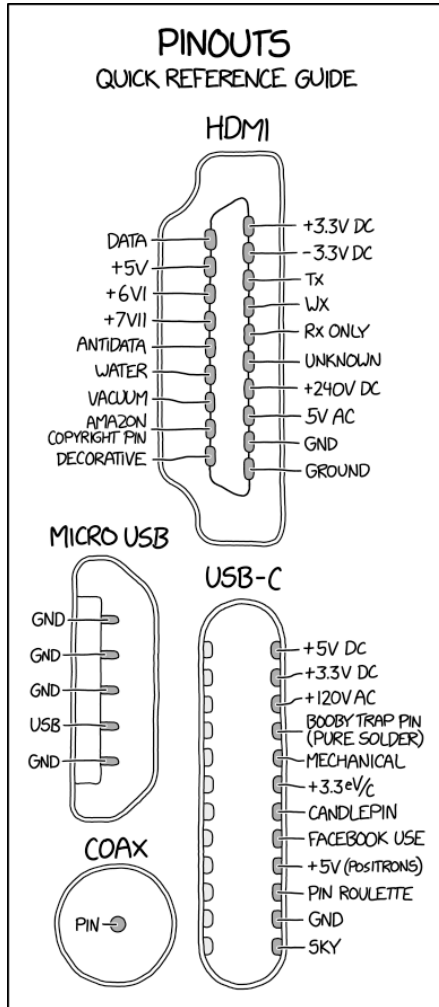 PINOUTS
QUICK REFERENCE GUIDE
HDMI
DATA
+5V
+6VI
+7VII
ANTIDATA
WATER
VACUUM
AMAZON
COPYRIGHT PIN
DECORATIVE
+3.3V DC
-3.3V DC
Tx
Wx
Rx ONLY
UNKNOWN
+240V DC
5V AC
GND
GROUND
MICRO USB
GND
GND
GND
USB
GND
COAX
PIN
USB-C
+5V DC
+3.3V DC
+120V AC
BOOBY TRAP PIN
(PURE SOLDER)
MECHANICAL
+3.3eV/c
CANDLEPIN
FACEBOOK USE
+5V (POSITRONS)
PIN ROULETTE
GND
SKY